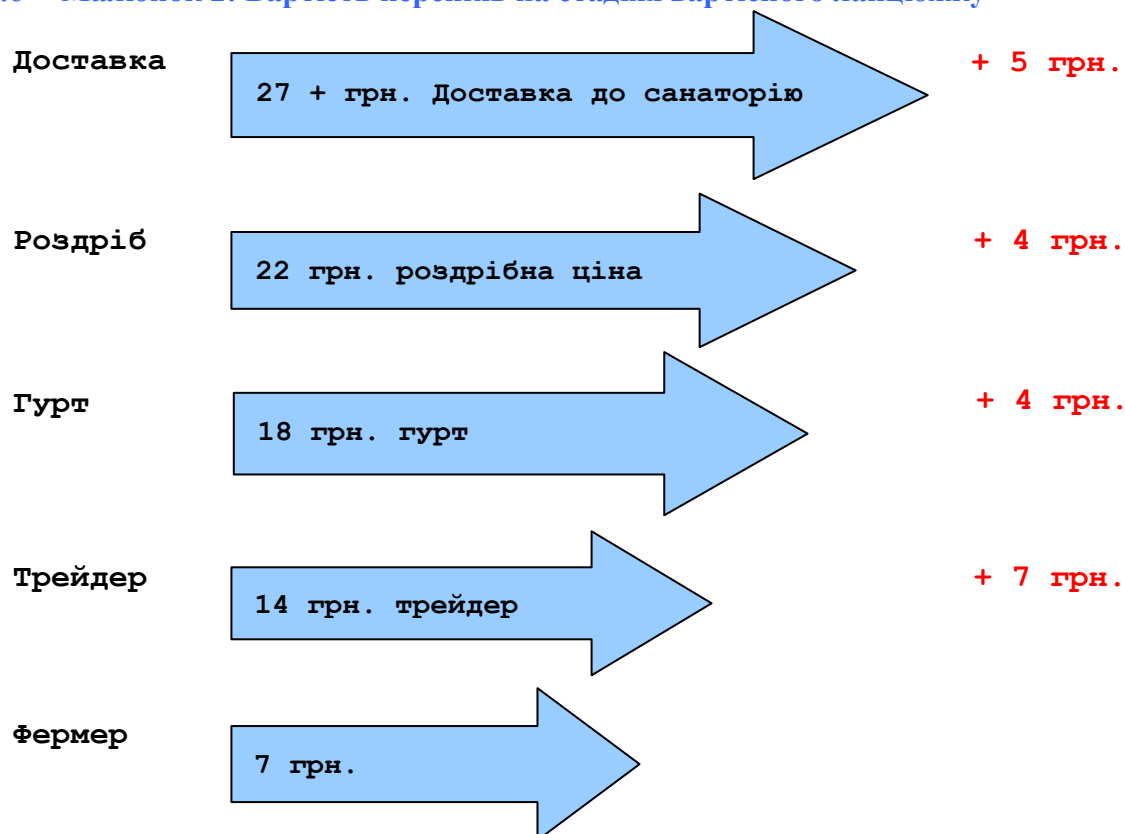 Доставка
27 + грн. Доставка до санаторію
+ 5 грн.
Роздріб
22 грн. роздрібна ціна
+ 4 грн.
Гурт
18 грн. гурт
+ 4 грн.
Трейдер
14 грн. трейдер
+ 7 грн.
Фермер
7 грн.